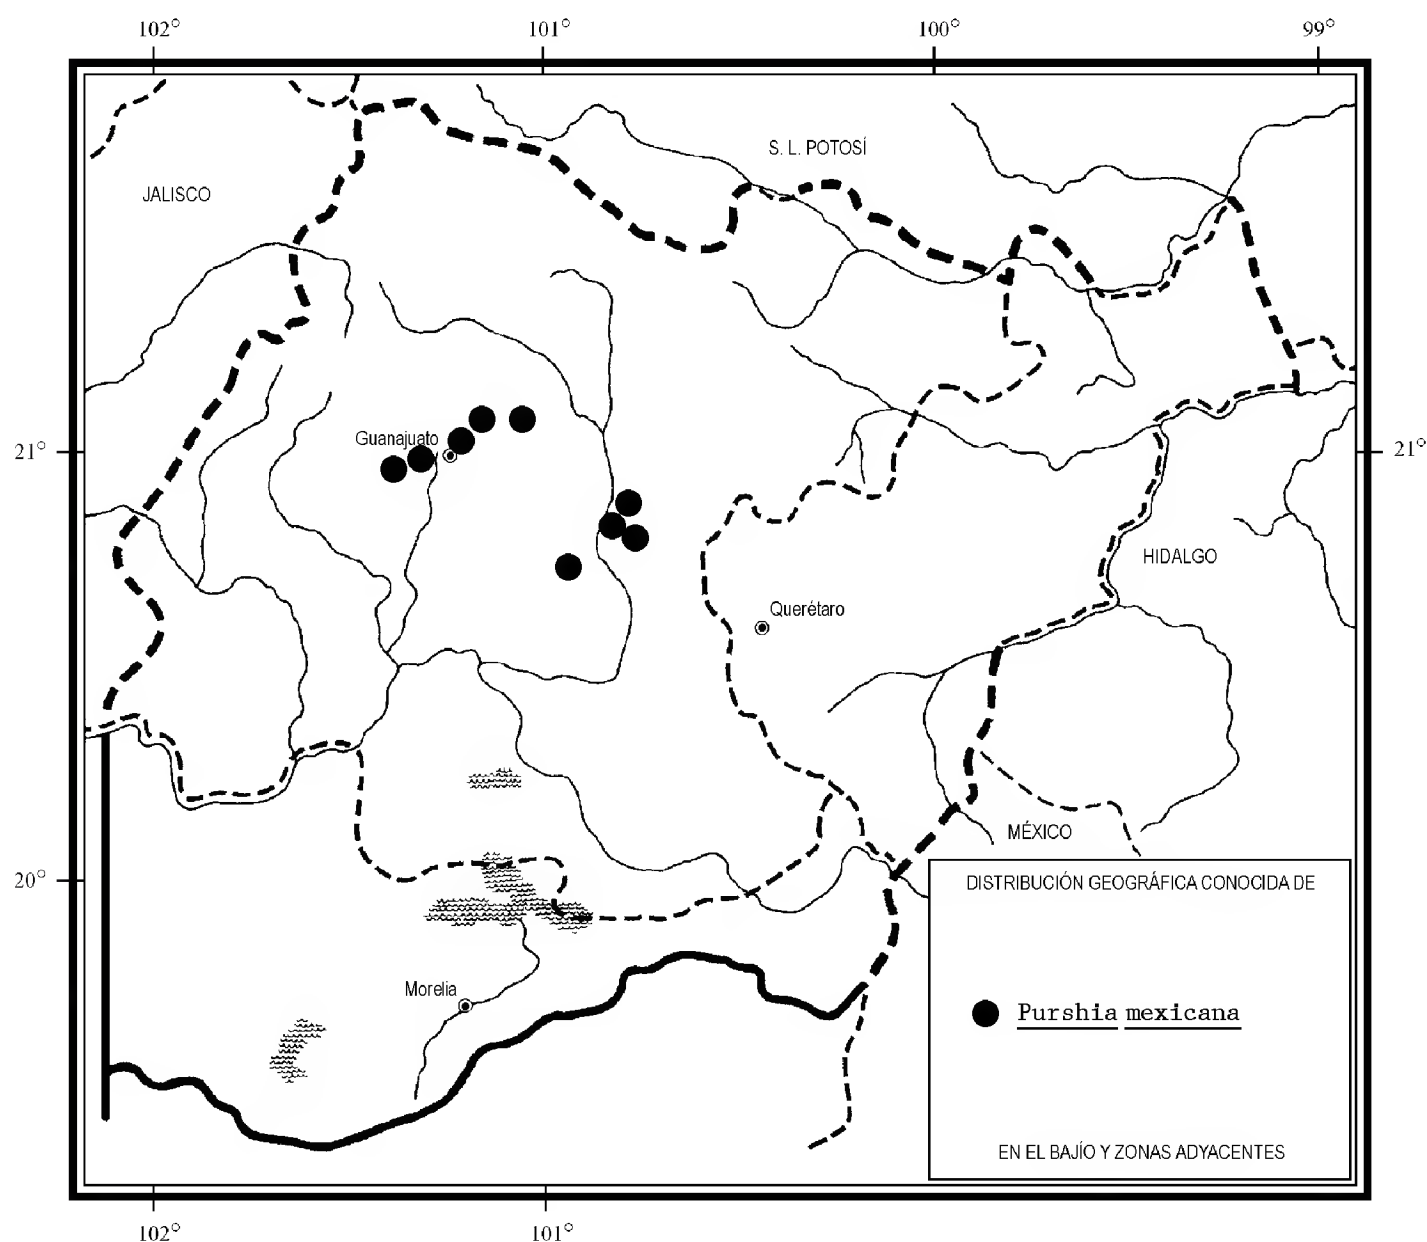 102° 101° 100° 99°
S. L. POTOSÍ
JALISCO
Guanajuato
21° 21°
HIDALGO
Querétaro
MÉXICO
20°
DISTRIBUCIÓN GEOGRÁFICA CONOCIDA DE
Morelia
Purshia mexicana
EN EL BAJÍO Y ZONAS ADYACENTES
102° 101°